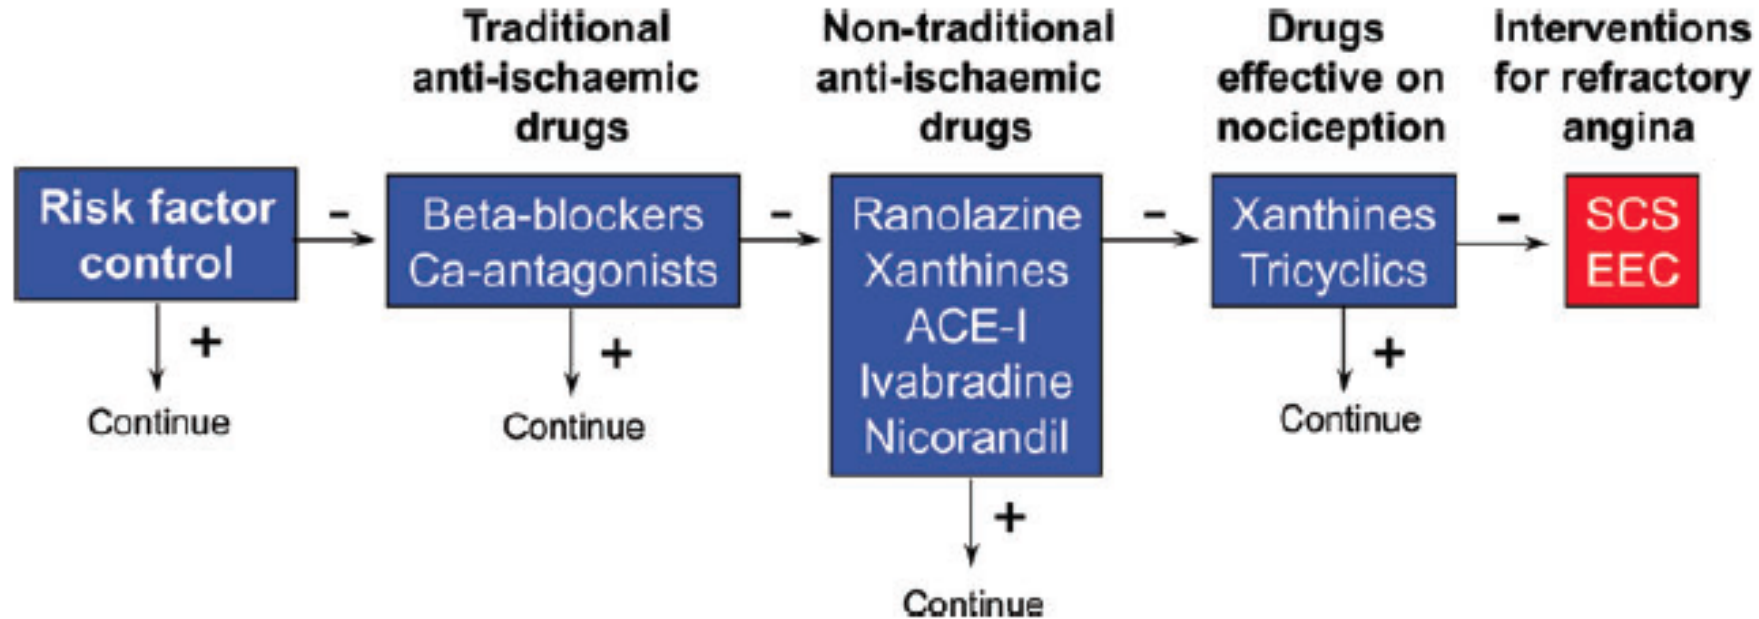 Traditional
anti-ischaemic
drugs
Non-traditional
anti-ischaemic
drugs
Drugs
effective on
nociception
Interventions
for refractory
angina
Risk factor
control
-
+
Continue
Beta-blockers
Ca-antagonists
-
+
Continue
Ranolazine
Xanthines
ACE-I
Ivabradine
Nicorandil
-
+
Continue
Xanthines
Tricyclics
-
+
Continue
SCS
EEC